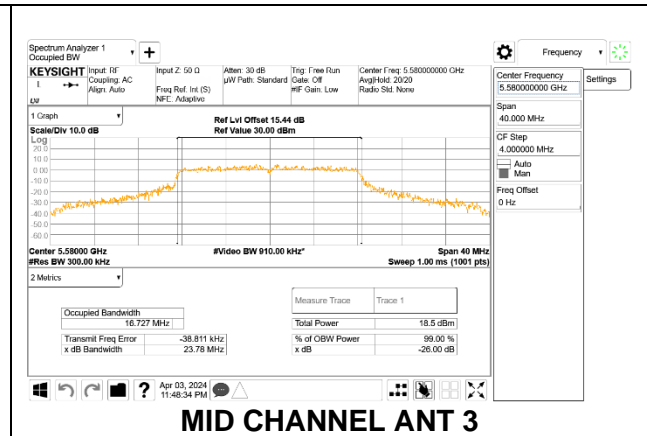 Spectrum Analyzer 1
Occupied BW
KEYSIGHT
Input: RF
Coupling: AC
Align: Auto
Input Z: 50 Ω
Freq Ref: Int (S)
NFE: Adaptive
Atten: 30 dB
µW Path: Standard
Trig: Free Run
Gate: Off
#IF Gain: Low
Center Freq: 5.580000000 GHz
Avg|Hold: 20/20
Radio Std: None
1 Graph
Scale/Div 10.0 dB
Ref Lvl Offset 15.44 dB
Ref Value 30.00 dBm
Log
20.0
10.0
0.00
-10.0
-20.0
-30.0
-40.0
-50.0
-60.0
Center 5.58000 GHz
#Video BW 910.00 kHz*
Span 40 MHz
#Res BW 300.00 kHz
Sweep 1.00 ms (1001 pts)
2 Metrics
Measure Trace Trace 1
Occupied Bandwidth
16.727 MHz
Total Power 18.5 dBm
Transmit Freq Error -38.811 kHz
% of OBW Power 99.00 %
x dB Bandwidth 23.78 MHz
x dB -26.00 dB
Apr 03, 2024
11:48:34 PM
Frequency
Settings
Center Frequency
5.580000000 GHz
Span
40.000 MHz
CF Step
4.000000 MHz
Auto
Man
Freq Offset
0 Hz
MID CHANNEL ANT 3